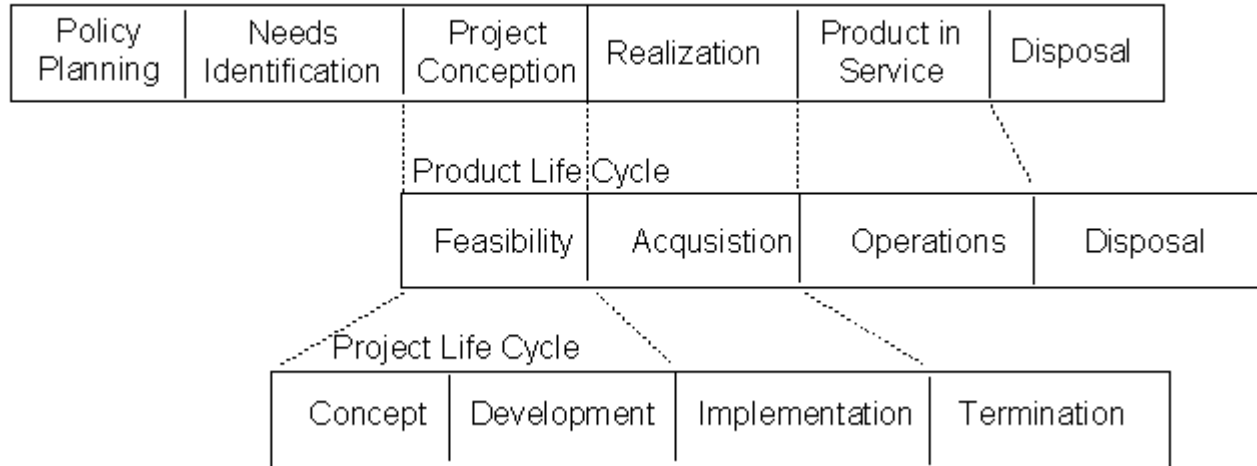 Policy Planning
Needs Identification
Project Conception
Realization
Product in Service
Disposal
Product Life Cycle
Feasibility
Acqusistion
Operations
Disposal
Project Life Cycle
Concept
Development
Implementation
Termination